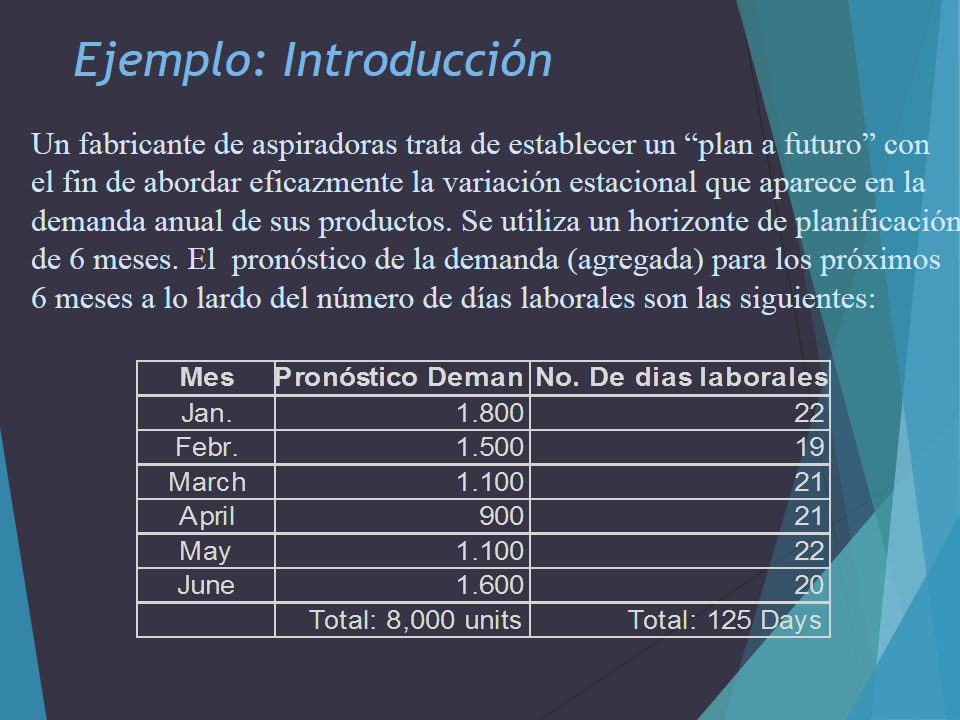 Ejemplo: Introducción
Un fabricante de aspiradoras trata de establecer un “plan a futuro” con
el fin de abordar eficazmente la variación estacional que aparece en la
demanda anual de sus productos. Se utiliza un horizonte de planificación
de 6 meses. El  pronóstico de la demanda (agregada) para los próximos
6 meses a lo lardo del número de días laborales son las siguientes:
Mes Pronóstico Deman No. De dias laborales
Jan. 1.800 22
Febr. 1.500 19
March 1.100 21
April 900 21
May 1.100 22
June 1.600 20
Total: 8,000 units Total: 125 Days